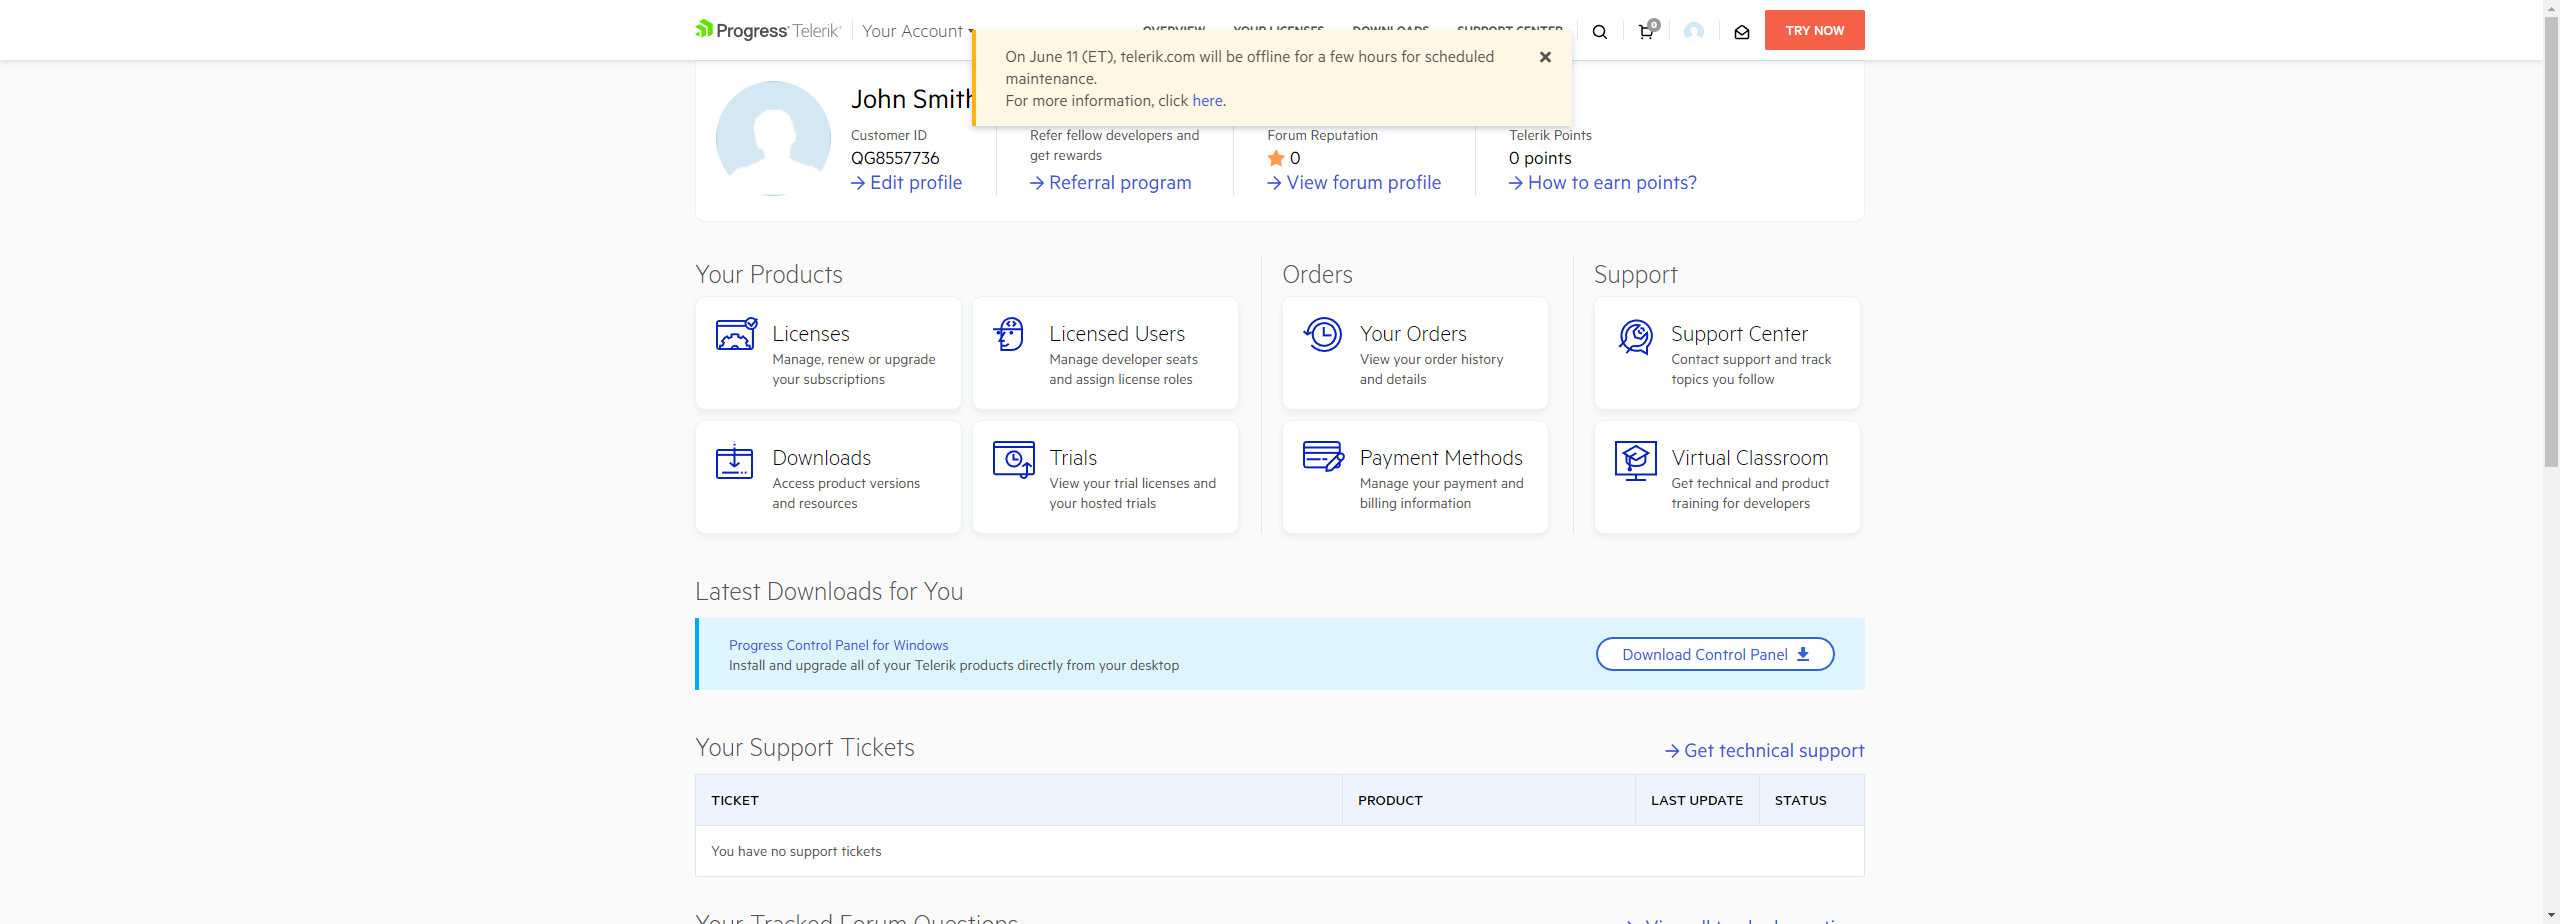 Progress Telerik
Your Account
OVERVIEW YOUR LICENSES DOWNLOADS SUPPORT CENTER
0
TRY NOW
On June 11 (ET), telerik.com will be offline for a few hours for scheduled
maintenance.
For more information, click here.
John Smith
Customer ID
QG8557736
Edit profile
Refer fellow developers and
get rewards
Referral program
Forum Reputation
0
View forum profile
Telerik Points
0 points
How to earn points?
Your Products
Licenses
Manage, renew or upgrade
your subscriptions
Licensed Users
Manage developer seats
and assign license roles
Downloads
Access product versions
and resources
Trials
View your trial licenses and
your hosted trials
Orders
Your Orders
View your order history
and details
Payment Methods
Manage your payment and
billing information
Support
Support Center
Contact support and track
topics you follow
Virtual Classroom
Get technical and product
training for developers
Latest Downloads for You
Progress Control Panel for Windows
Install and upgrade all of your Telerik products directly from your desktop
Download Control Panel
Your Support Tickets
Get technical support
TICKET PRODUCT LAST UPDATE STATUS
You have no support tickets
Your Tracked Forum Questions